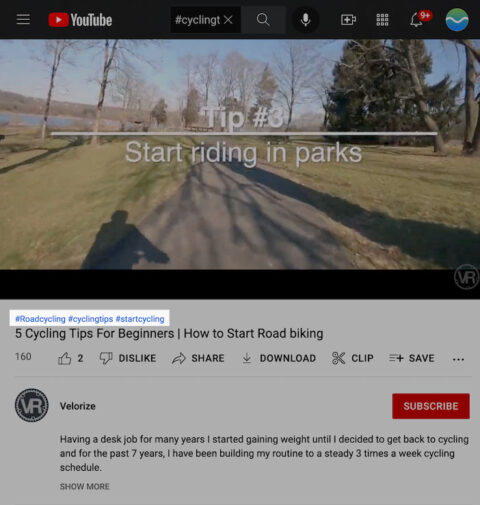 YouTube #cyclingt 9+
Tip #3
Start riding in parks
VR
#Roadcycling #cyclingtips #startcycling
5 Cycling Tips For Beginners | How to Start Road biking
160 2 DISLIKE SHARE DOWNLOAD CLIP SAVE ...
VR Velorize SUBSCRIBE
Having a desk job for many years I started gaining weight until I decided to get back to cycling
and for the past 7 years, I have been building my routine to a steady 3 times a week cycling
schedule.
SHOW MORE